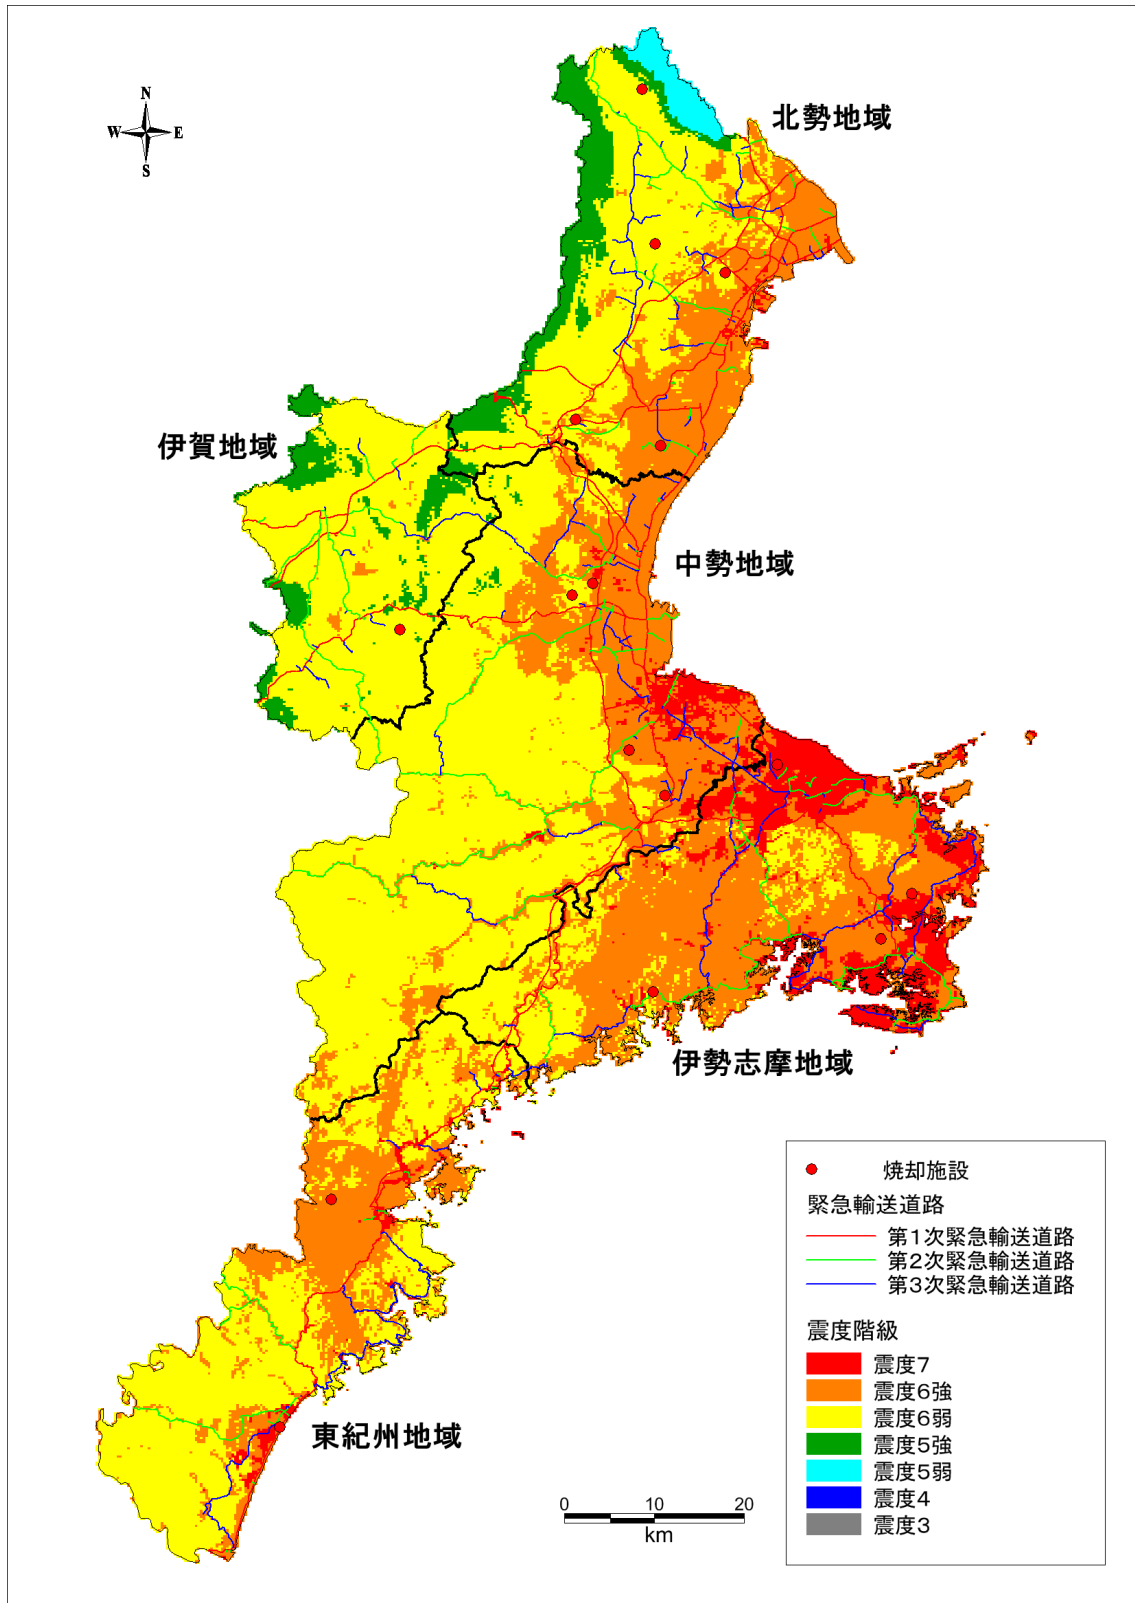 N
W E
S
北勢地域
伊賀地域
中勢地域
伊勢志摩地域
東紀州地域
焼却施設
緊急輸送道路
第1次緊急輸送道路
第2次緊急輸送道路
第3次緊急輸送道路
震度階級
震度7
震度6強
震度6弱
震度5強
震度5弱
震度4
震度3
0 10 20
km